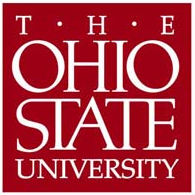 T · H · E
OHIO
STATE
UNIVERSITY